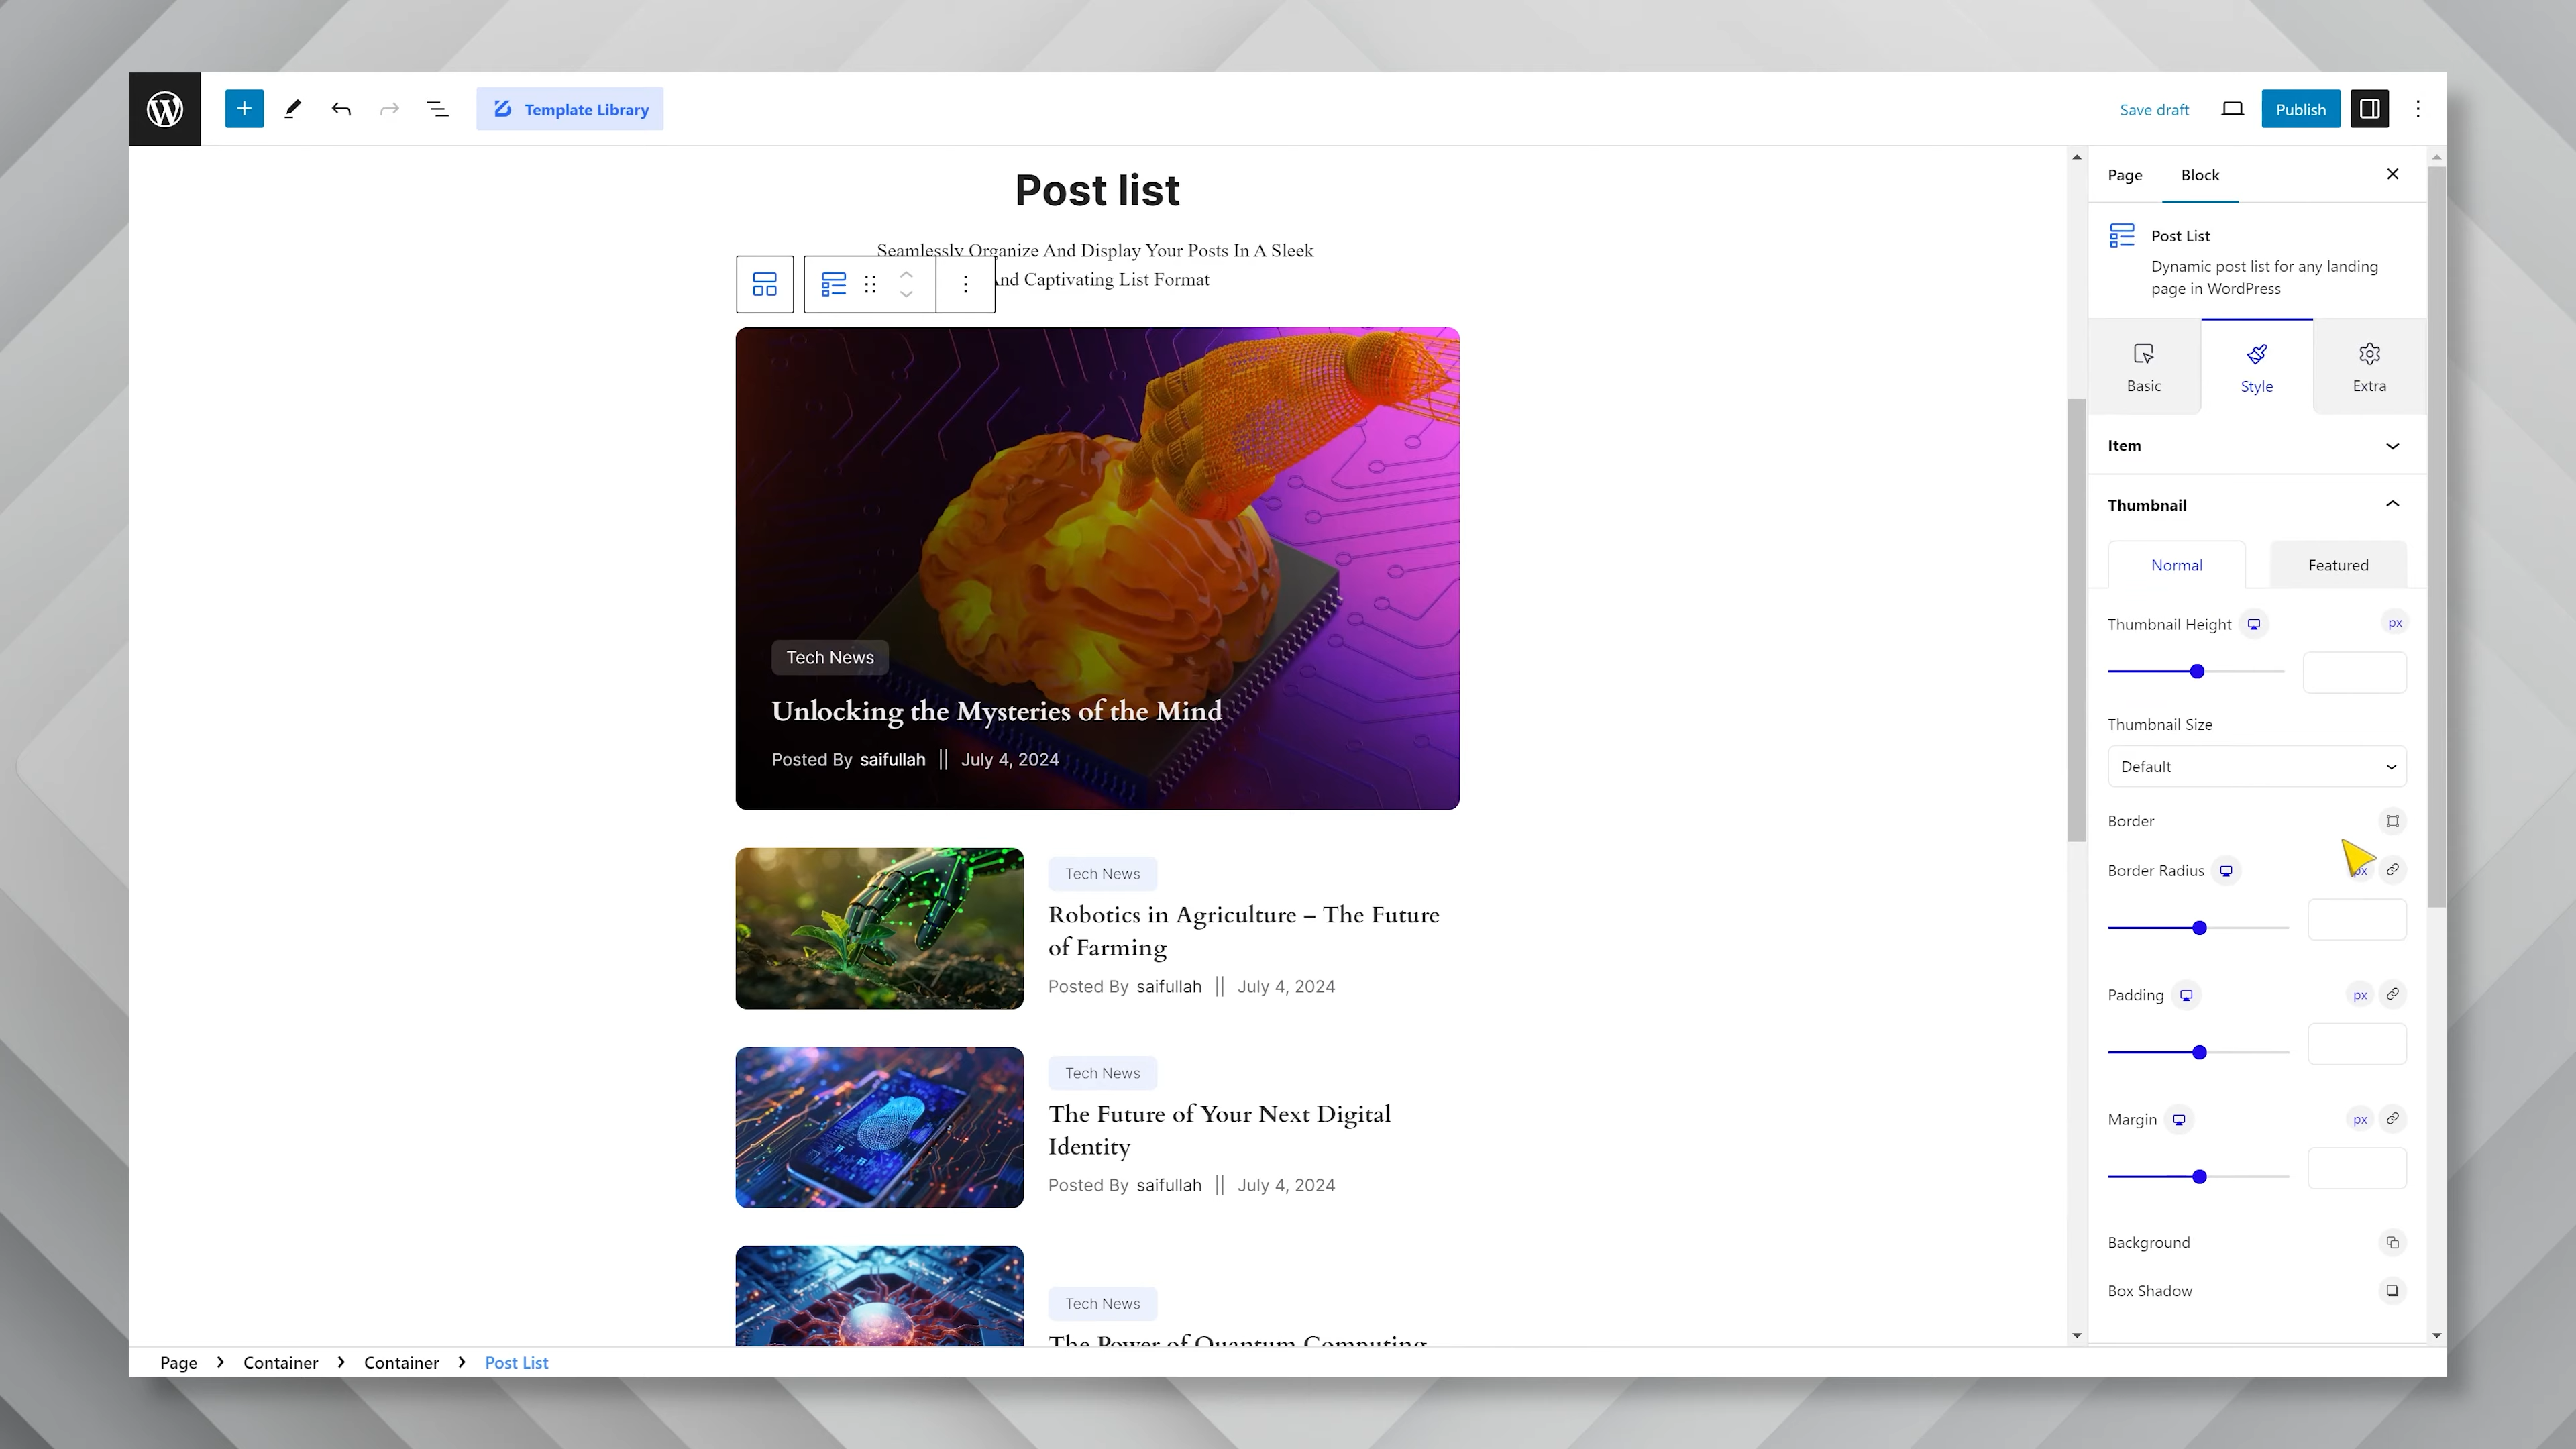 Template Library
Save draft
Publish
Post list
Seamlessly Organize And Display Your Posts In A Sleek
And Captivating List Format
Tech News
Unlocking the Mysteries of the Mind
Posted By saifullah || July 4, 2024
Tech News
Robotics in Agriculture – The Future
of Farming
Posted By saifullah || July 4, 2024
Tech News
The Future of Your Next Digital
Identity
Posted By saifullah || July 4, 2024
Tech News
The Power of Quantum Computing
Page
Block
Post List
Dynamic post list for any landing
page in WordPress
Basic
Style
Extra
Item
Thumbnail
Normal
Featured
Thumbnail Height
px
Thumbnail Size
Default
Border
Border Radius
px
Padding
px
Margin
px
Background
Box Shadow
Page > Container > Container > Post List